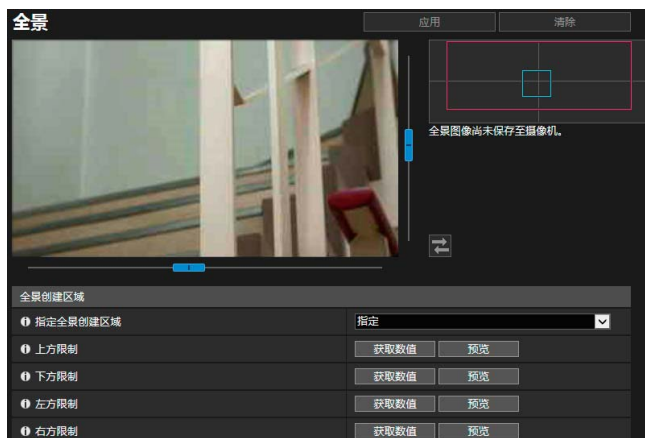 全景
应用 清除
全景图像尚未保存至摄像机。
全景创建区域
指定全景创建区域 指定
上方限制 获取数值 预览
下方限制 获取数值 预览
左方限制 获取数值 预览
右方限制 获取数值 预览